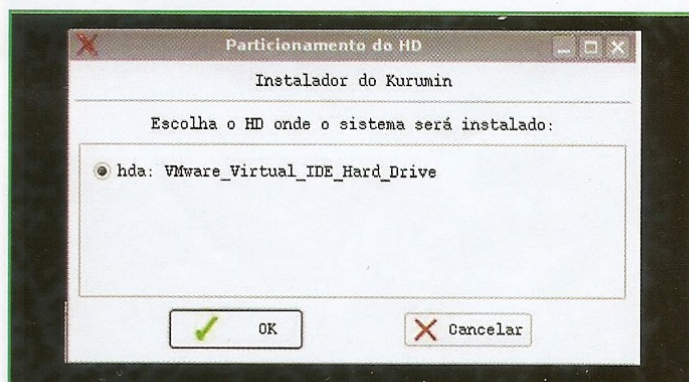 Particionamento do HD
Instalador do Kurumin
Escolha o HD onde o sistema será instalado:
hda: VMware_Virtual_IDE_Hard_Drive
OK
Cancelar